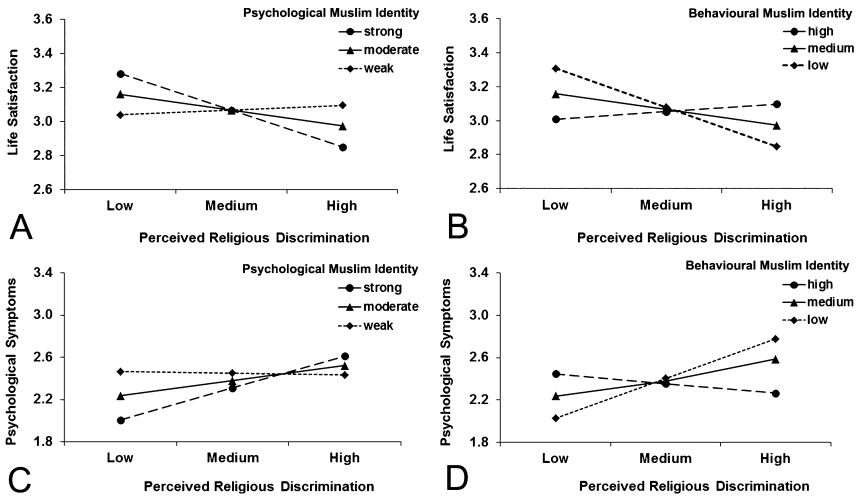 Psychological Muslim Identity
strong
moderate
weak
Life Satisfaction
3.6
3.4
3.2
3.0
2.8
2.6
Low Medium High
Perceived Religious Discrimination
A
Behavioural Muslim Identity
high
medium
low
Life Satisfaction
3.6
3.4
3.2
3.0
2.8
2.6
Low Medium High
Perceived Religious Discrimination
B
Psychological Muslim Identity
strong
moderate
weak
Psychological Symptoms
3.4
3.0
2.6
2.2
1.8
Low Medium High
Perceived Religious Discrimination
C
Behavioural Muslim Identity
high
medium
low
Psychological Symptoms
3.4
3.0
2.6
2.2
1.8
Low Medium High
Perceived Religious Discrimination
D